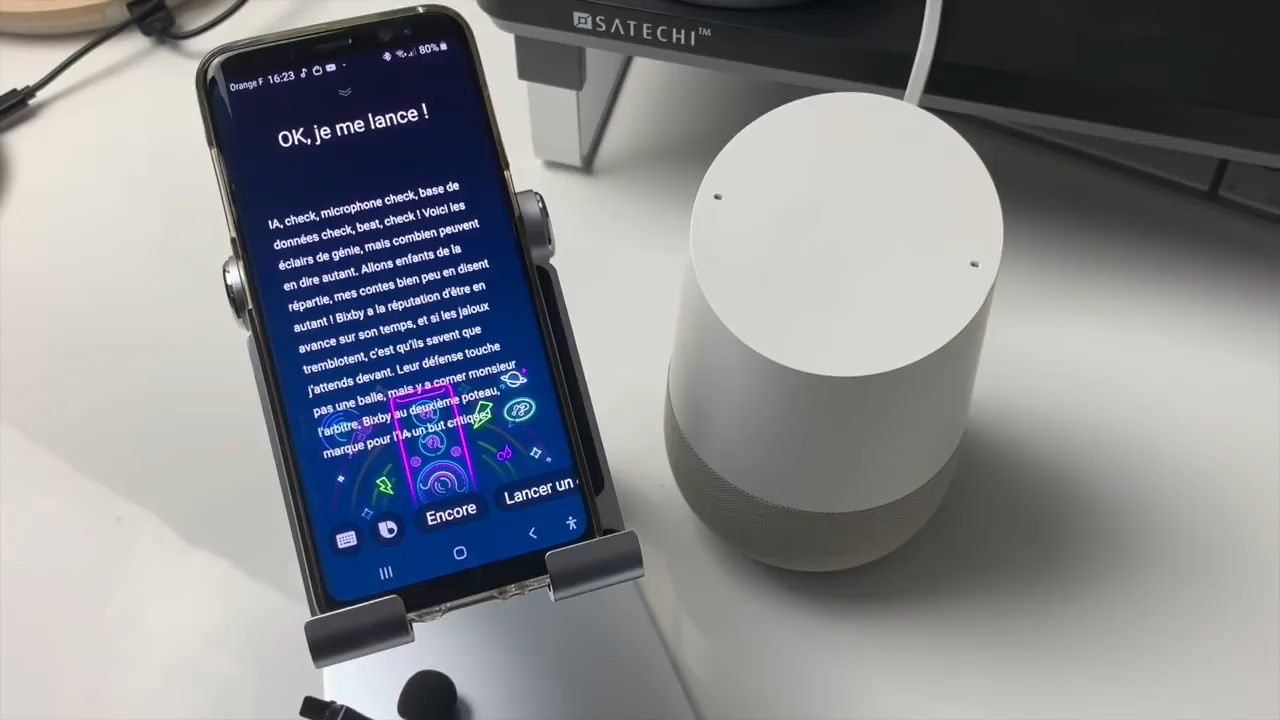 SATECHI™
Orange F 16:23
80%
OK, je me lance !
IA, check, microphone check, base de
données check, beat, check ! Voici les
éclairs de génie, mais combien peuvent
en dire autant. Allons enfants de la
répartie, mes contes bien peu en disent
autant ! Bixby a la réputation d'être en
avance sur son temps, et si les jaloux
tremblotent, c'est qu'ils savent que
j'attends devant. Leur défense touche
pas une balle, mais y a corner monsieur
l'arbitre, Bixby au deuxième poteau,
marque pour l'IA un but critique.
Encore
Lancer un